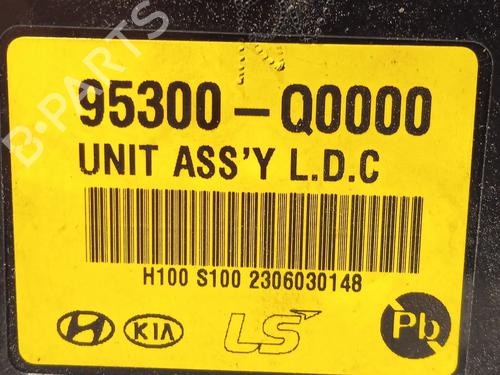 95300-Q0000
UNIT ASS'Y L.D.C
H100 S100 2306030148
KIA LS Pb
B-PARTS